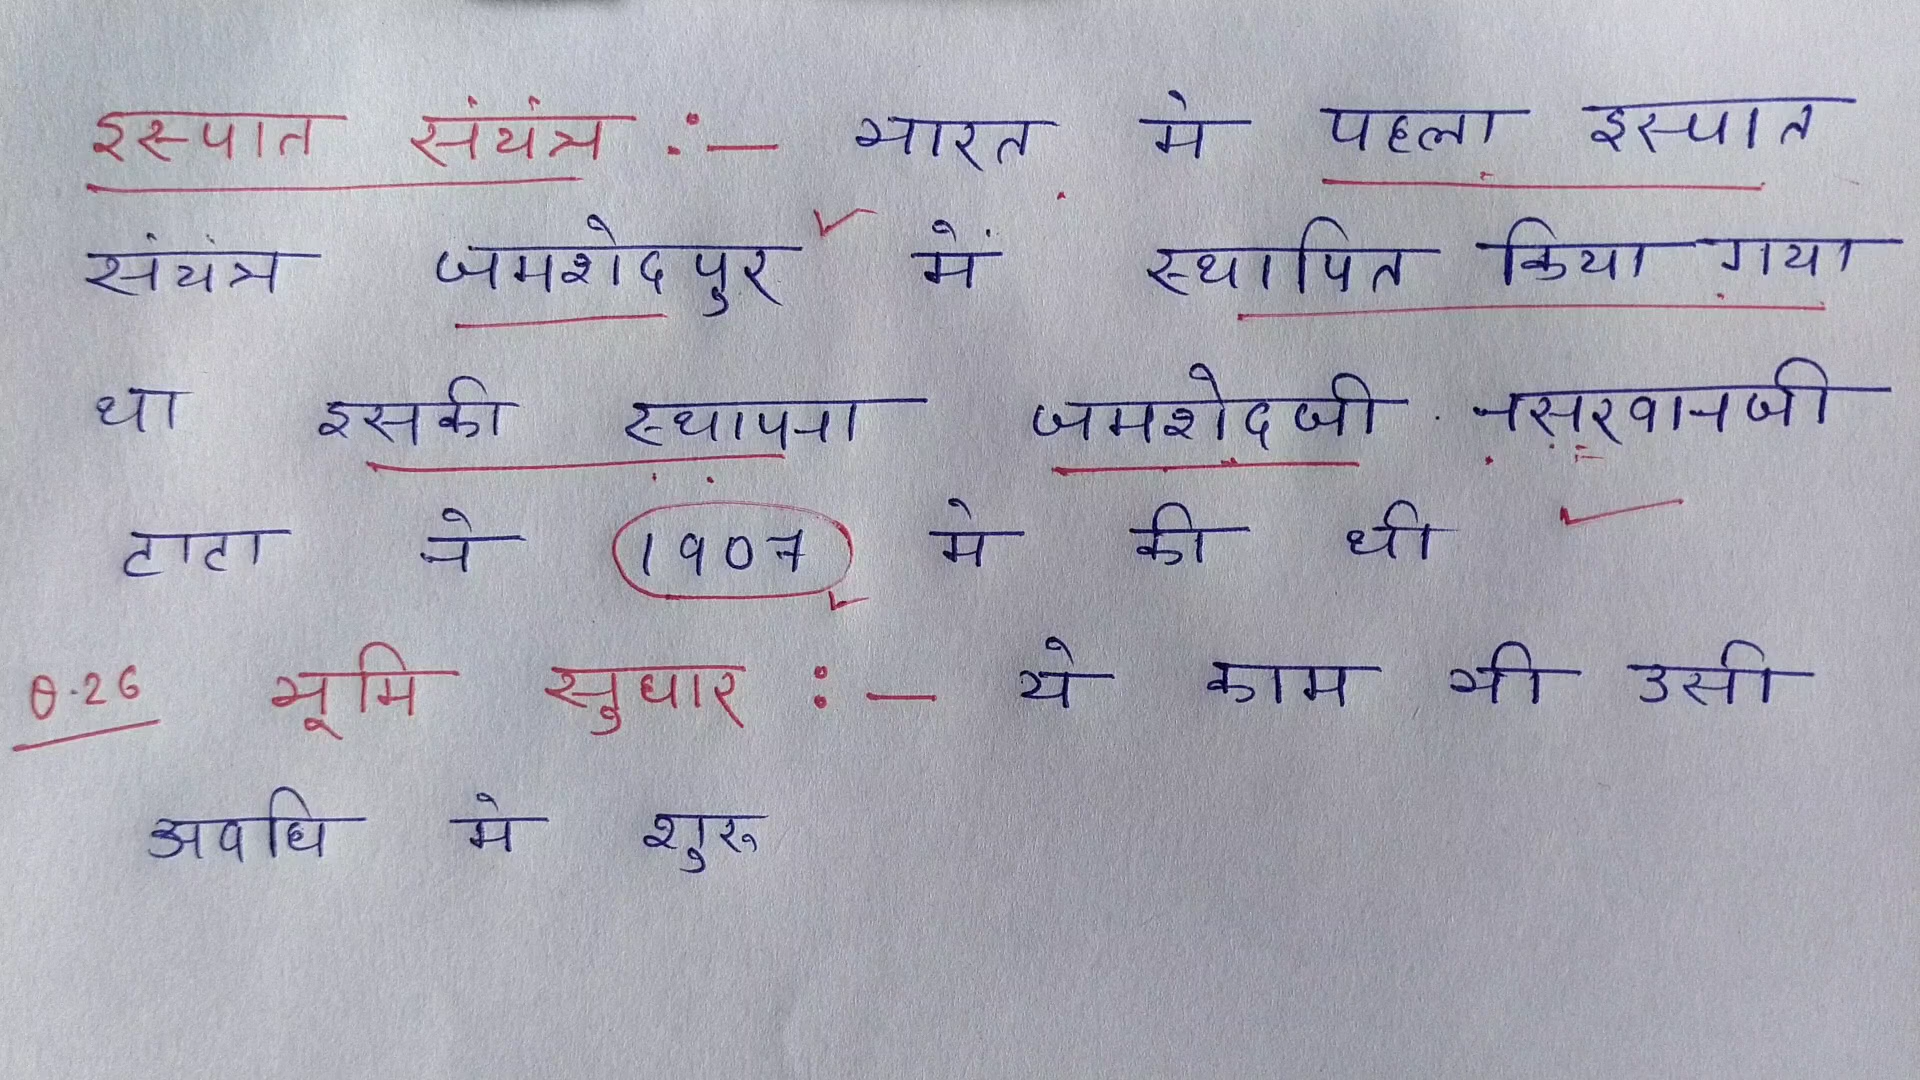 इस्पात संयंत्र :- भारत मे पहला इस्पात
संयंत्र जमशेदपुर में स्थापित किया गया
था इसकी स्थापना जमशेदजी नसरवानजी
टाटा ने 1907 मे की थी
Q.26 भूमि सुधार :- ये काम भी उसी
अवधि मे शुरू